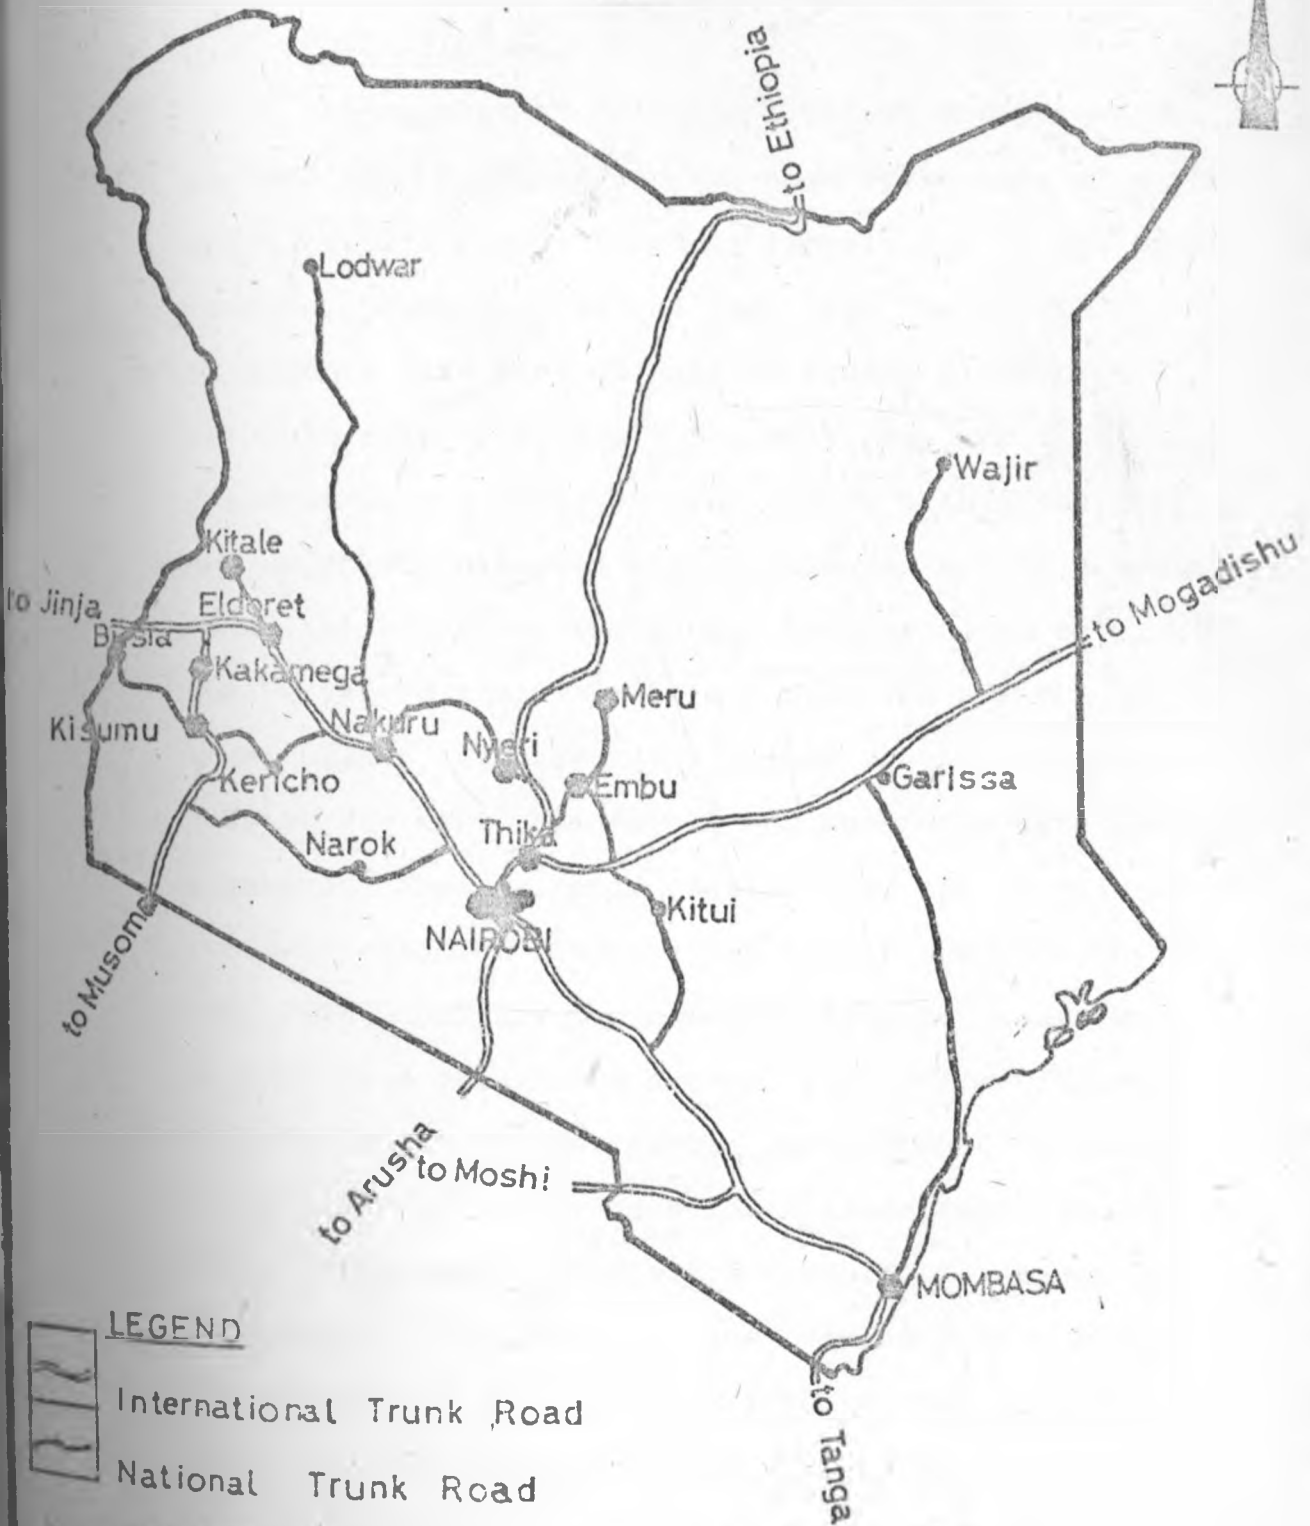 to Ethiopia
Lodwar
Wajir
Kitale
to Mogadishu
to Jinja
Eldoret
Busia
Kakamega
Meru
Kisumu
Nakuru
Nyeri
Kericho
Embu
Garissa
Thika
Narok
Kitui
NAIROBI
to Musoma
to Arusha
to Moshi
MOMBASA
LEGEND
International Trunk Road
National Trunk Road
to Tanga